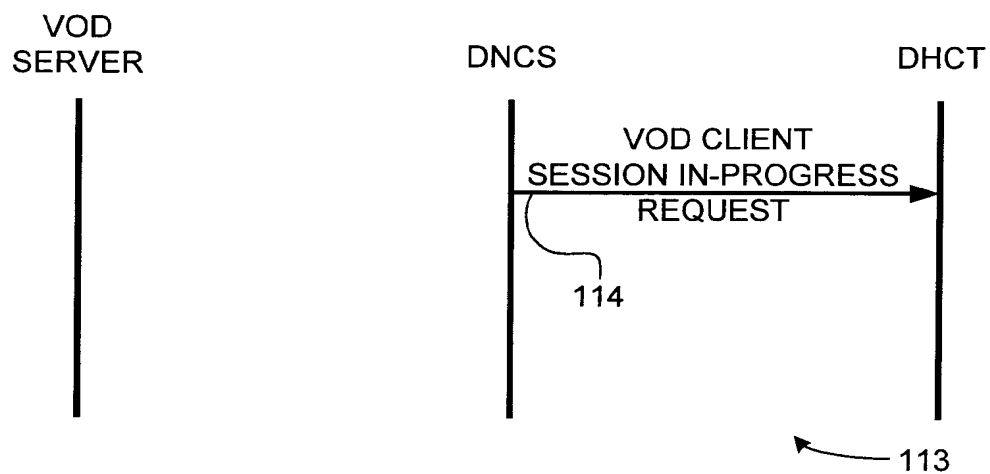 VOD
SERVER
DNCS
DHCT
VOD CLIENT
SESSION IN-PROGRESS
REQUEST
114
113